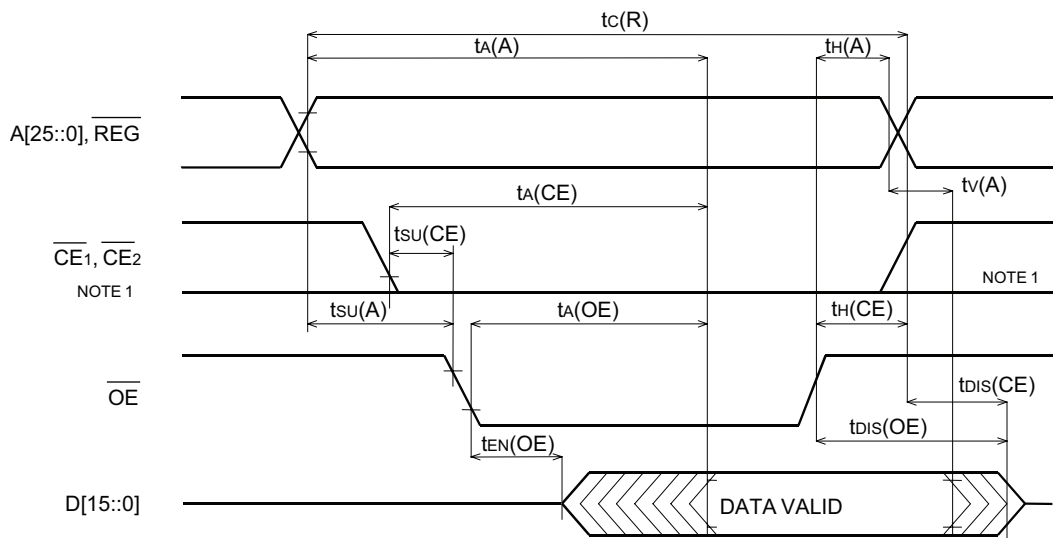 tC(R)
tA(A)
tH(A)
A[25::0], REG
tV(A)
tA(CE)
tSU(CE)
CE1, CE2
NOTE 1
NOTE 1
tSU(A)
tA(OE)
tH(CE)
OE
tDIS(CE)
tDIS(OE)
tEN(OE)
D[15::0]
DATA VALID